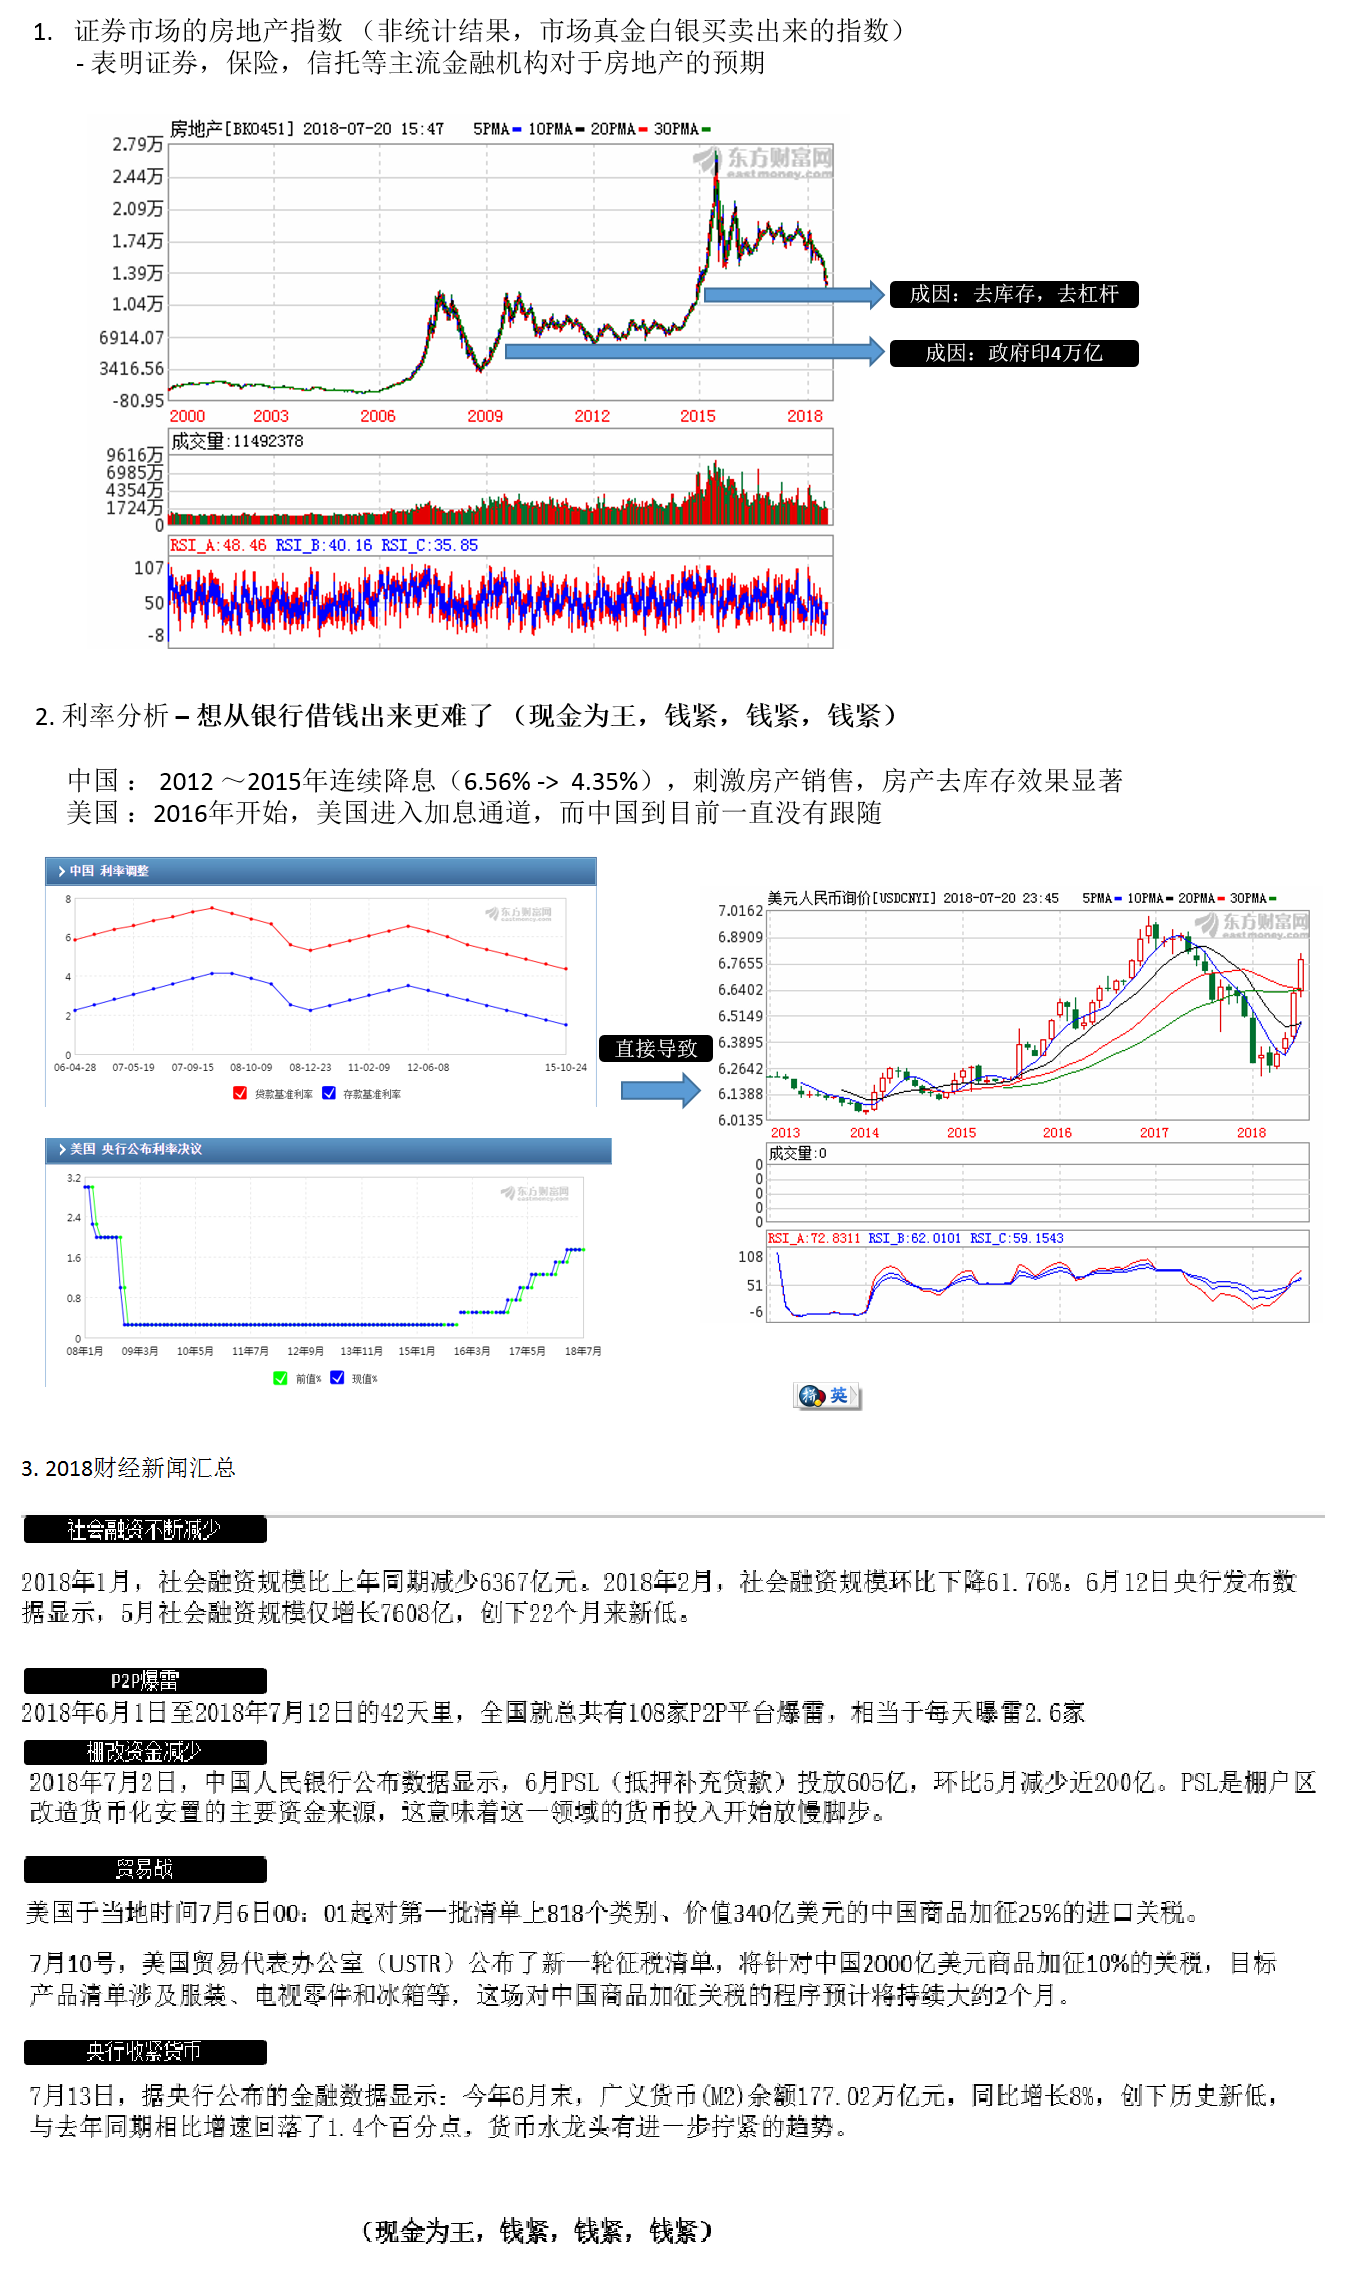 1. 证券市场的房地产指数 （非统计结果，市场真金白银买卖出来的指数）
- 表明证券，保险，信托等主流金融机构对于房地产的预期
房地产[BK0451] 2018-07-20 15:47 5PMA 10PMA 20PMA 30PMA
东方财富网
eastmoney.com
2.79万
2.44万
2.09万
1.74万
1.39万
1.04万
6914.07
3416.56
-80.95
成因：去库存，去杠杆
成因：政府印4万亿
2000 2003 2006 2009 2012 2015 2018
成交量:11492378
9616万
6985万
4354万
1724万
0
RSI_A:48.46 RSI_B:40.16 RSI_C:35.85
107
50
-8
2. 利率分析 – 想从银行借钱出来更难了 （现金为王，钱紧，钱紧，钱紧）
中国： 2012 ～2015年连续降息（6.56% -> 4.35%），刺激房产销售，房产去库存效果显著
美国：2016年开始，美国进入加息通道，而中国到目前一直没有跟随
中国 利率调整
东方财富网
eastmoney.com
8
6
4
2
0
06-04-28 07-05-19 07-09-15 08-10-09 08-12-23 11-02-09 12-06-08 15-10-24
贷款基准利率 存款基准利率
直接导致
美元人民币询价[USDCNYI] 2018-07-20 23:45 5PMA 10PMA 20PMA 30PMA
东方财富网
eastmoney.com
7.0162
6.8909
6.7655
6.6402
6.5149
6.3895
6.2642
6.1388
6.0135
2013 2014 2015 2016 2017 2018
成交量:0
0
0
0
0
0
RSI_A:72.8311 RSI_B:62.0101 RSI_C:59.1543
108
51
-6
美国 央行公布利率决议
东方财富网
eastmoney.com
3.2
2.4
1.6
0.8
0
08年1月 09年3月 10年5月 11年7月 12年9月 13年11月 15年1月 16年3月 17年5月 18年7月
前值% 现值%
英
3. 2018财经新闻汇总
社会融资不断减少
2018年1月，社会融资规模比上年同期减少6367亿元。2018年2月，社会融资规模环比下降61.76%。6月12日央行发布数
据显示，5月社会融资规模仅增长7608亿，创下22个月来新低。
P2P爆雷
2018年6月1日至2018年7月12日的42天里，全国就总共有108家P2P平台爆雷，相当于每天曝雷2.6家
棚改资金减少
2018年7月2日，中国人民银行公布数据显示，6月PSL（抵押补充贷款）投放605亿，环比5月减少近200亿。PSL是棚户区
改造货币化安置的主要资金来源，这意味着这一领域的货币投入开始放慢脚步。
贸易战
美国于当地时间7月6日00：01起对第一批清单上818个类别、价值340亿美元的中国商品加征25%的进口关税。
7月10号，美国贸易代表办公室（USTR）公布了新一轮征税清单，将针对中国2000亿美元商品加征10%的关税，目标
产品清单涉及服装、电视零件和冰箱等，这场对中国商品加征关税的程序预计将持续大约2个月。
央行收紧货币
7月13日，据央行公布的金融数据显示：今年6月末，广义货币(M2)余额177.02万亿元，同比增长8%，创下历史新低，
与去年同期相比增速回落了1.4个百分点，货币水龙头有进一步拧紧的趋势。
（现金为王，钱紧，钱紧，钱紧）